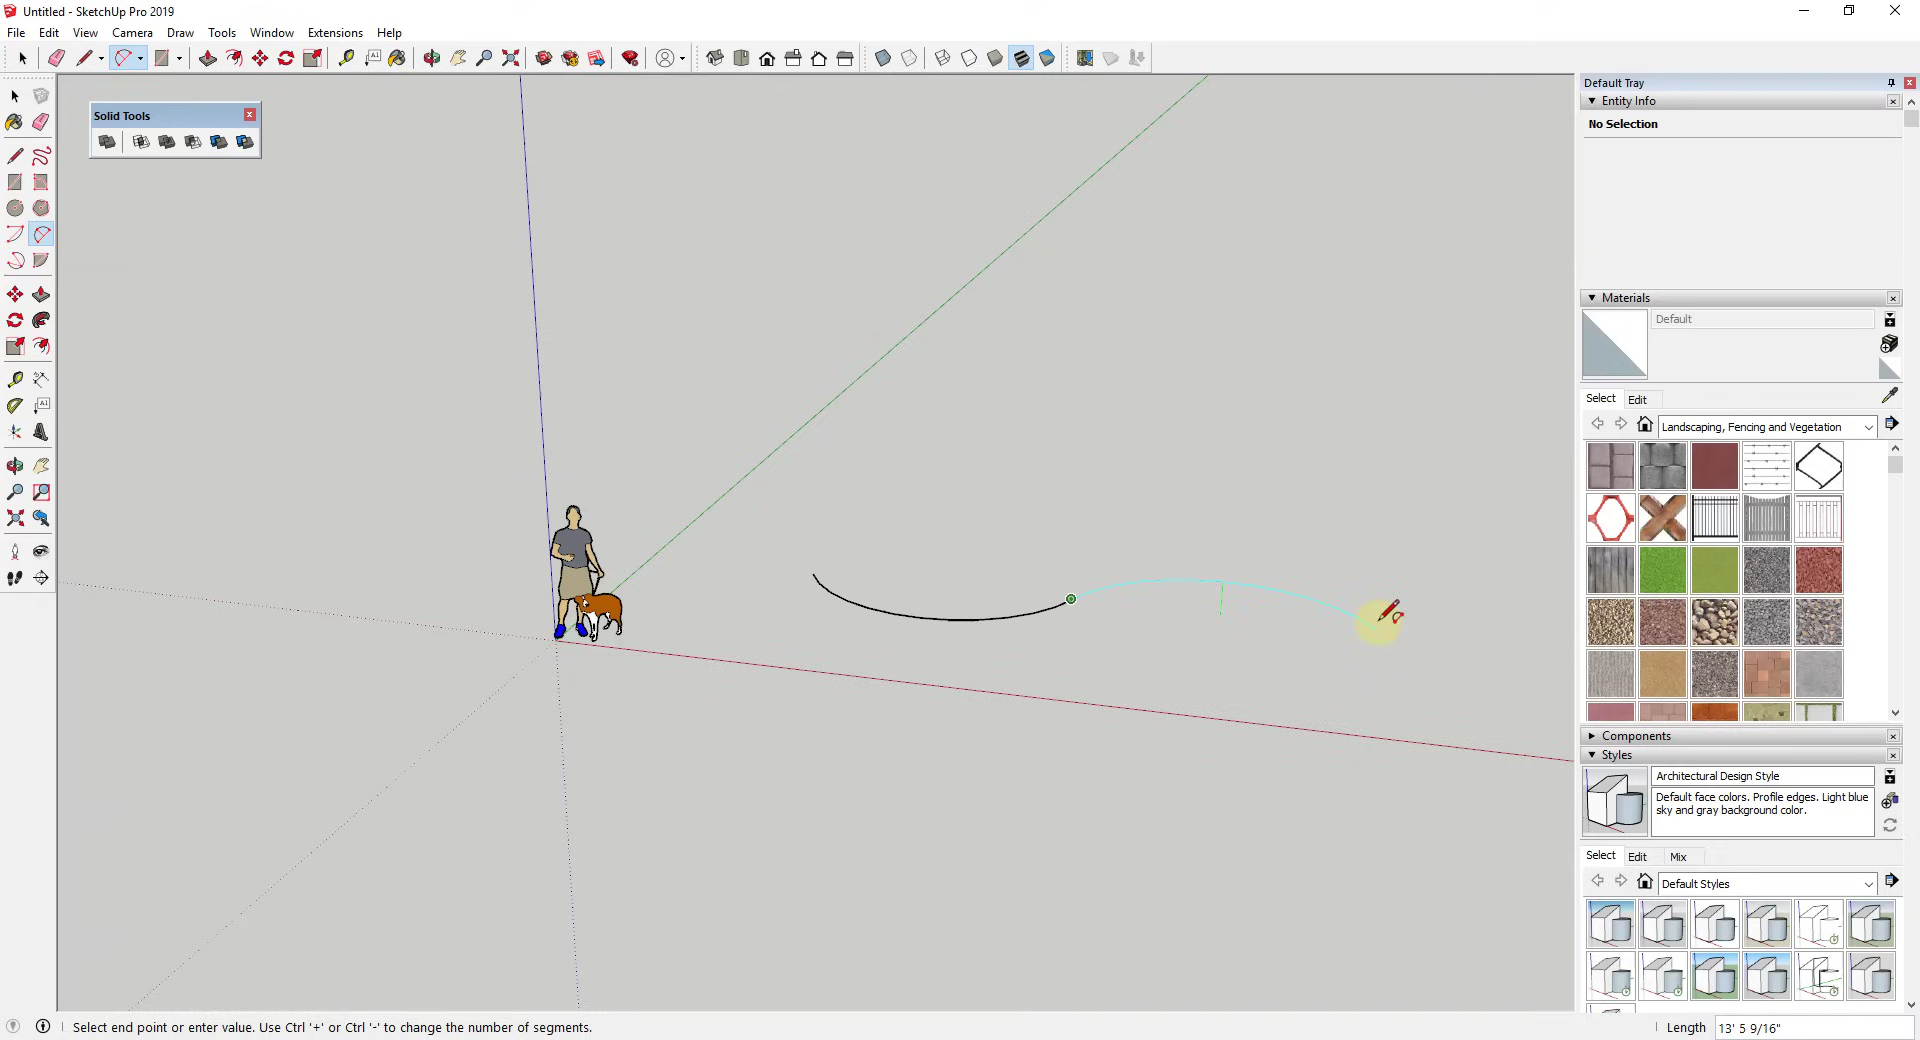 Untitled - SketchUp Pro 2019
File Edit View Camera Draw Tools Window Extensions Help
Default Tray
Entity Info
No Selection
Solid Tools
Materials
Default
Select Edit
Landscaping, Fencing and Vegetation
Components
Styles
Architectural Design Style
Default face colors. Profile edges. Light blue
sky and gray background color.
Select Edit Mix
Default Styles
Select end point or enter value. Use Ctrl '+' or Ctrl '-' to change the number of segments.
Length 13' 5 9/16"